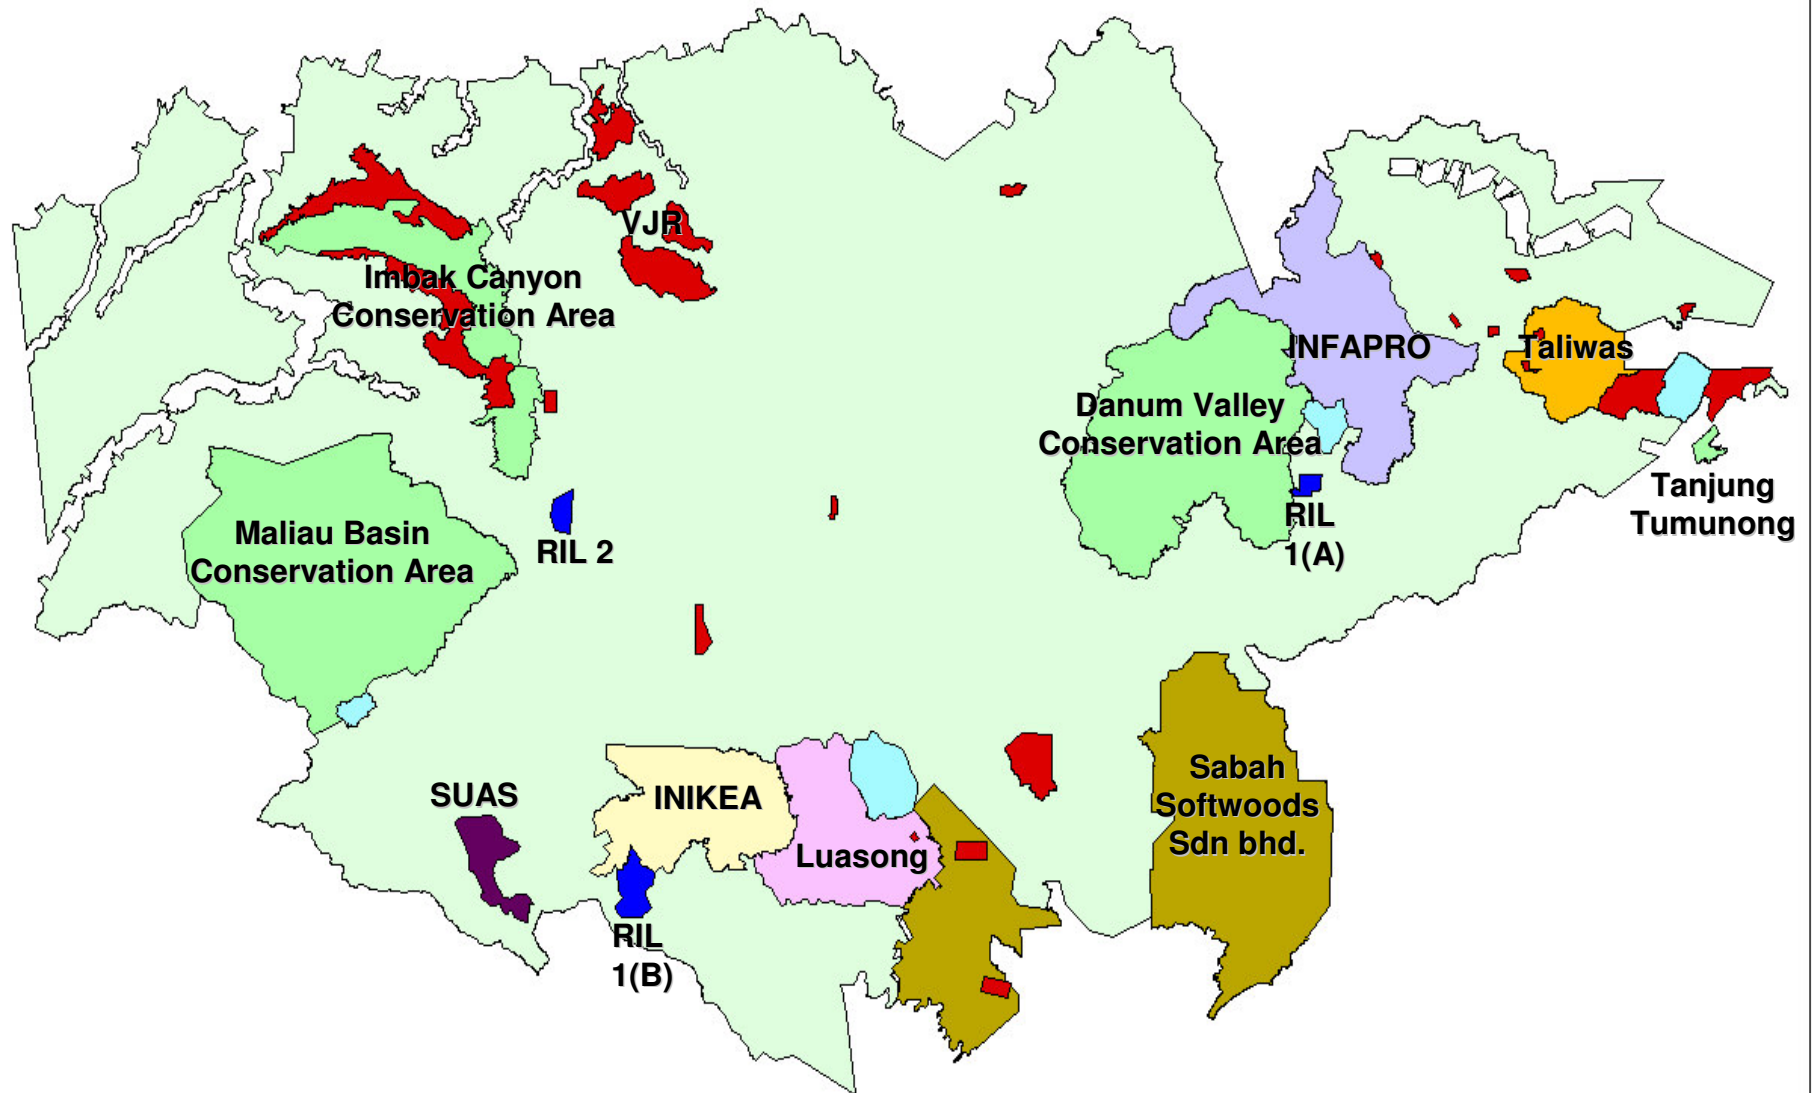 VJR
Imbak Canyon
Conservation Area
INFAPRO
Taliwas
Danum Valley
Conservation Area
Tanjung
Tumunong
RIL
1(A)
Maliau Basin
Conservation Area
RIL 2
SUAS
INIKEA
Luasong
Sabah
Softwoods
Sdn bhd.
RIL
1(B)